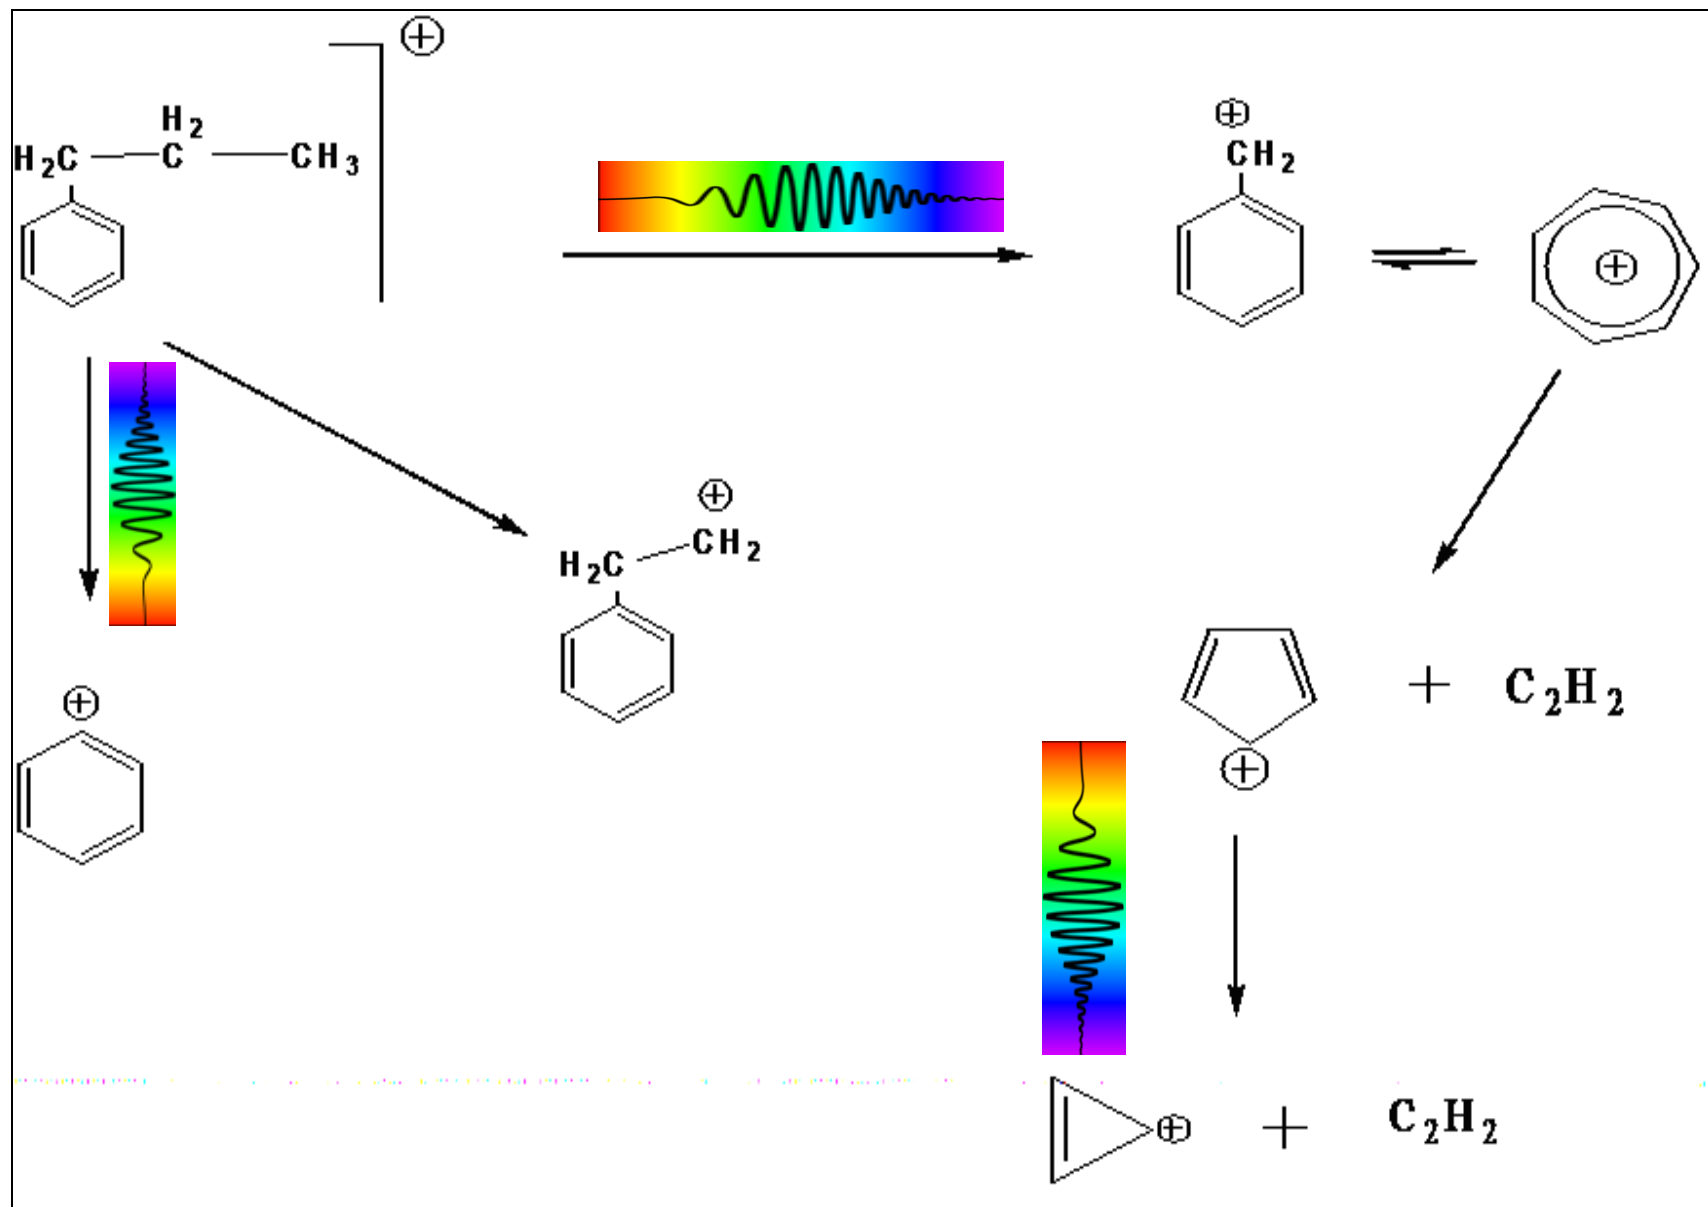 ⊕
H₂
H₂C C CH₃
⊕
CH₂
⊕
⊕
CH₂
H₂C
⊕
+ C₂H₂
⊕
⊕ + C₂H₂